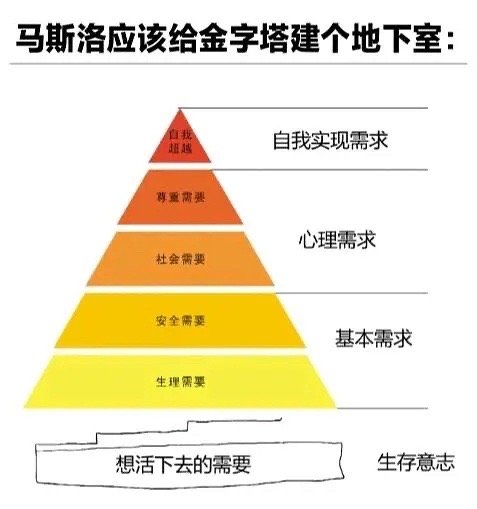 马斯洛应该给金字塔建个地下室：
自我
超越
自我实现需求
尊重需要
心理需求
社会需要
安全需要
基本需求
生理需要
想活下去的需要
生存意志